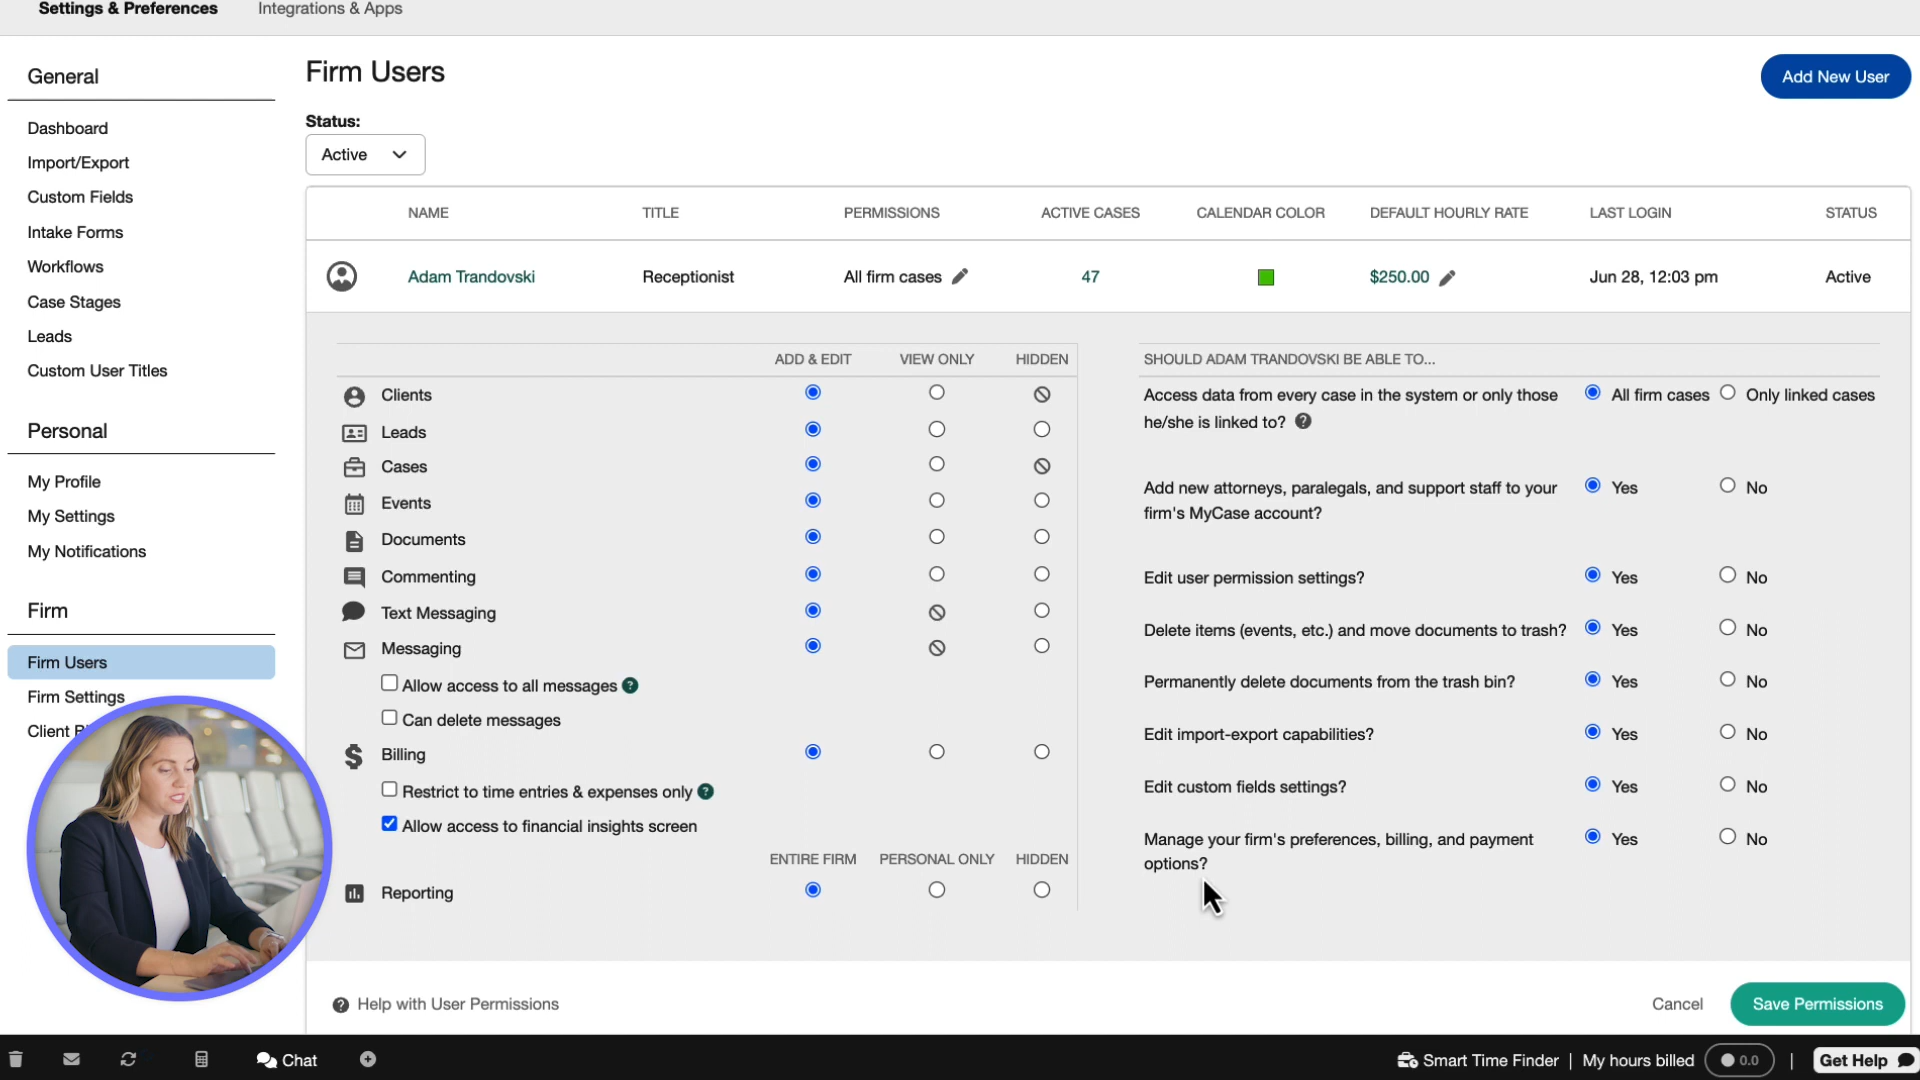 Settings & Preferences
Integrations & Apps
General
Dashboard
Import/Export
Custom Fields
Intake Forms
Workflows
Case Stages
Leads
Custom User Titles
Personal
My Profile
My Settings
My Notifications
Firm
Firm Users
Firm Settings
Client
Firm Users
Add New User
Status:
Active
NAME TITLE PERMISSIONS ACTIVE CASES CALENDAR COLOR DEFAULT HOURLY RATE LAST LOGIN STATUS
Adam Trandovski Receptionist All firm cases 47 $250.00 Jun 28, 12:03 pm Active
ADD & EDIT VIEW ONLY HIDDEN
Clients
Leads
Cases
Events
Documents
Commenting
Text Messaging
Messaging
Allow access to all messages ?
Can delete messages
Billing
Restrict to time entries & expenses only ?
Allow access to financial insights screen
ENTIRE FIRM PERSONAL ONLY HIDDEN
Reporting
SHOULD ADAM TRANDOVSKI BE ABLE TO...
Access data from every case in the system or only those
he/she is linked to? ?
All firm cases Only linked cases
Add new attorneys, paralegals, and support staff to your
firm's MyCase account?
Yes No
Edit user permission settings? Yes No
Delete items (events, etc.) and move documents to trash? Yes No
Permanently delete documents from the trash bin? Yes No
Edit import-export capabilities? Yes No
Edit custom fields settings? Yes No
Manage your firm's preferences, billing, and payment
options?
Yes No
? Help with User Permissions
Cancel
Save Permissions
Chat
Smart Time Finder | My hours billed 0.0 | Get Help